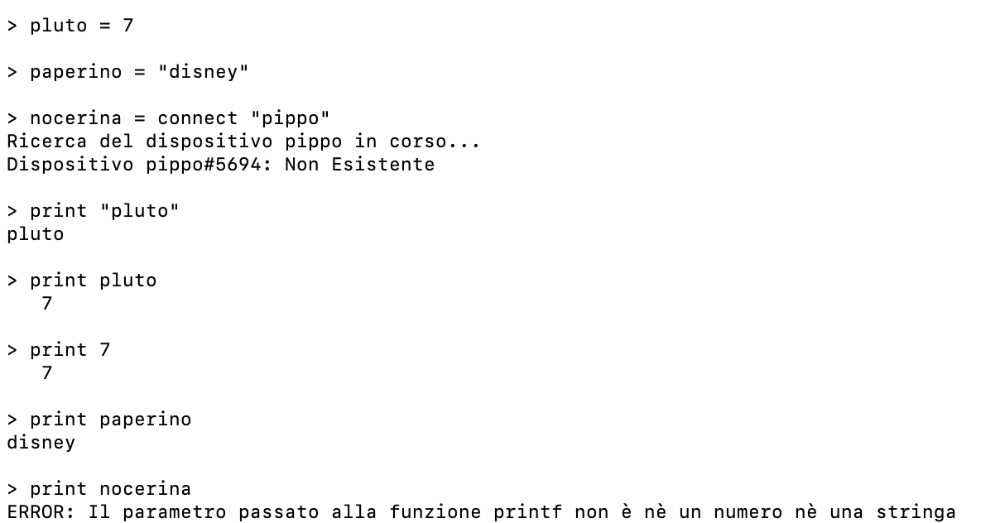 > pluto = 7
> paperino = "disney"
> nocerina = connect "pippo"
Ricerca del dispositivo pippo in corso...
Dispositivo pippo#5694: Non Esistente
> print "pluto"
pluto
> print pluto
7
> print 7
7
> print paperino
disney
> print nocerina
ERROR: Il parametro passato alla funzione printf non è nè un numero nè una stringa